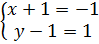 x + 1 = −1
y − 1 = 1